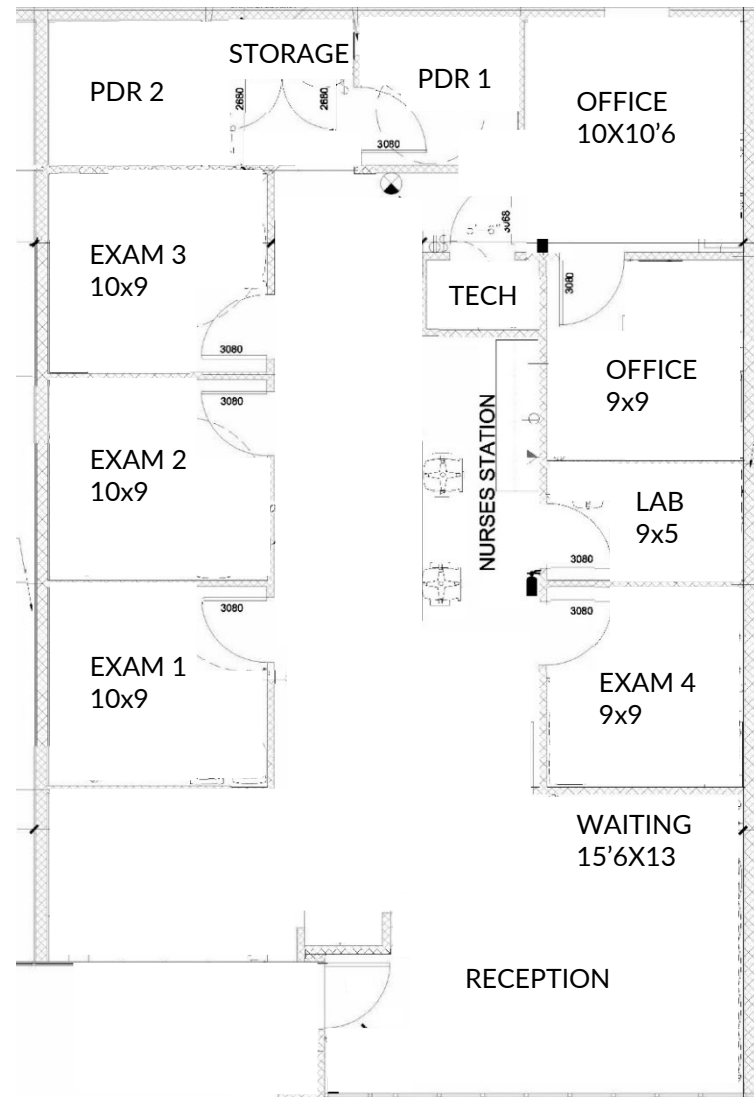 STORAGE
PDR 2
PDR 1
OFFICE
10X10’6
2680
2680
3080
3068
EXAM 3
10x9
3080
TECH
3080
OFFICE
9x9
3080
EXAM 2
10x9
NURSES STATION
LAB
9x5
3080
3080
EXAM 1
10x9
3080
EXAM 4
9x9
WAITING
15’6X13
RECEPTION